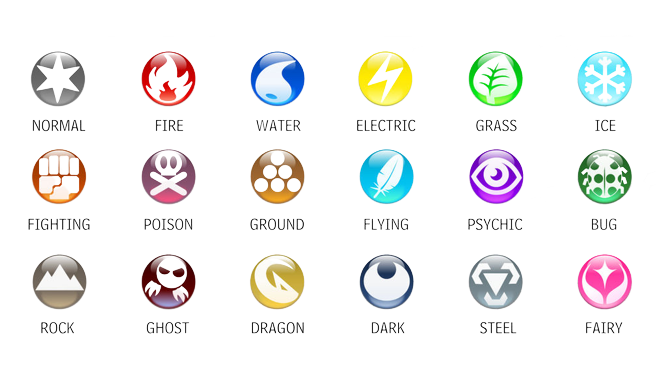 NORMAL FIRE WATER ELECTRIC GRASS ICE
FIGHTING POISON GROUND FLYING PSYCHIC BUG
ROCK GHOST DRAGON DARK STEEL FAIRY